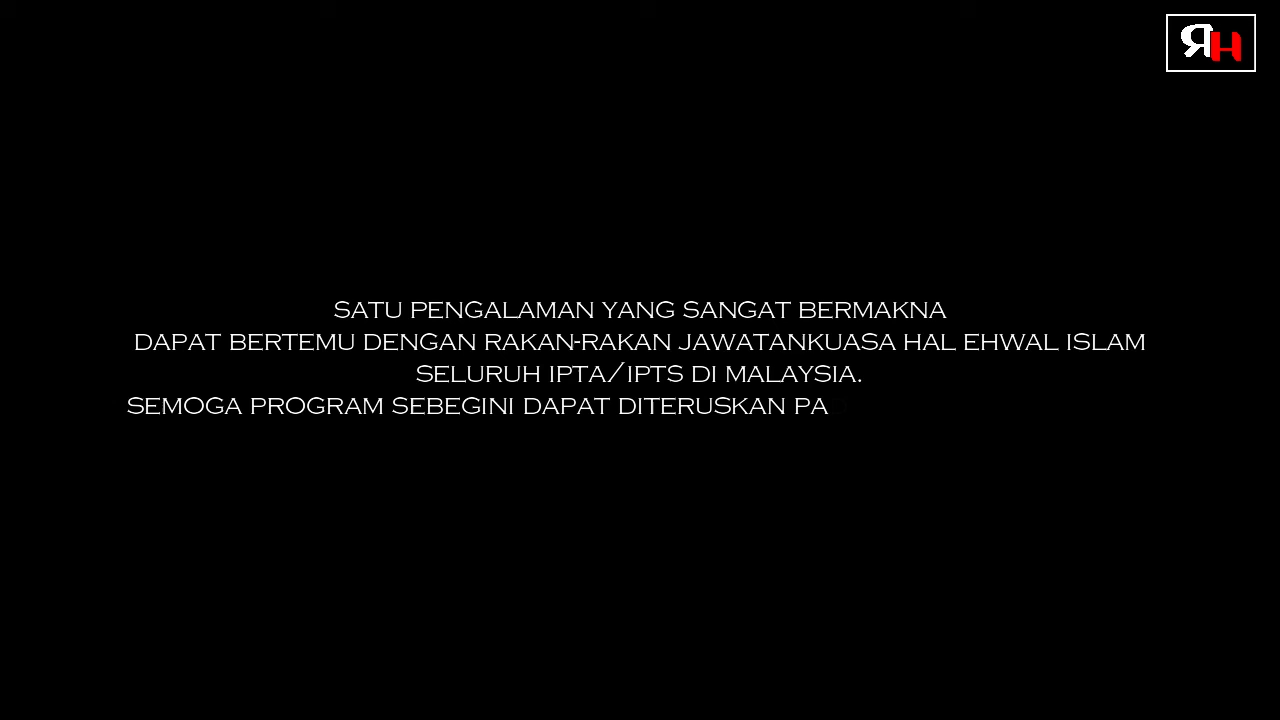 ЯH
SATU PENGALAMAN YANG SANGAT BERMAKNA
DAPAT BERTEMU DENGAN RAKAN-RAKAN JAWATANKUASA HAL EHWAL ISLAM
SELURUH IPTA/IPTS DI MALAYSIA.
SEMOGA PROGRAM SEBEGINI DAPAT DITERUSKAN PA